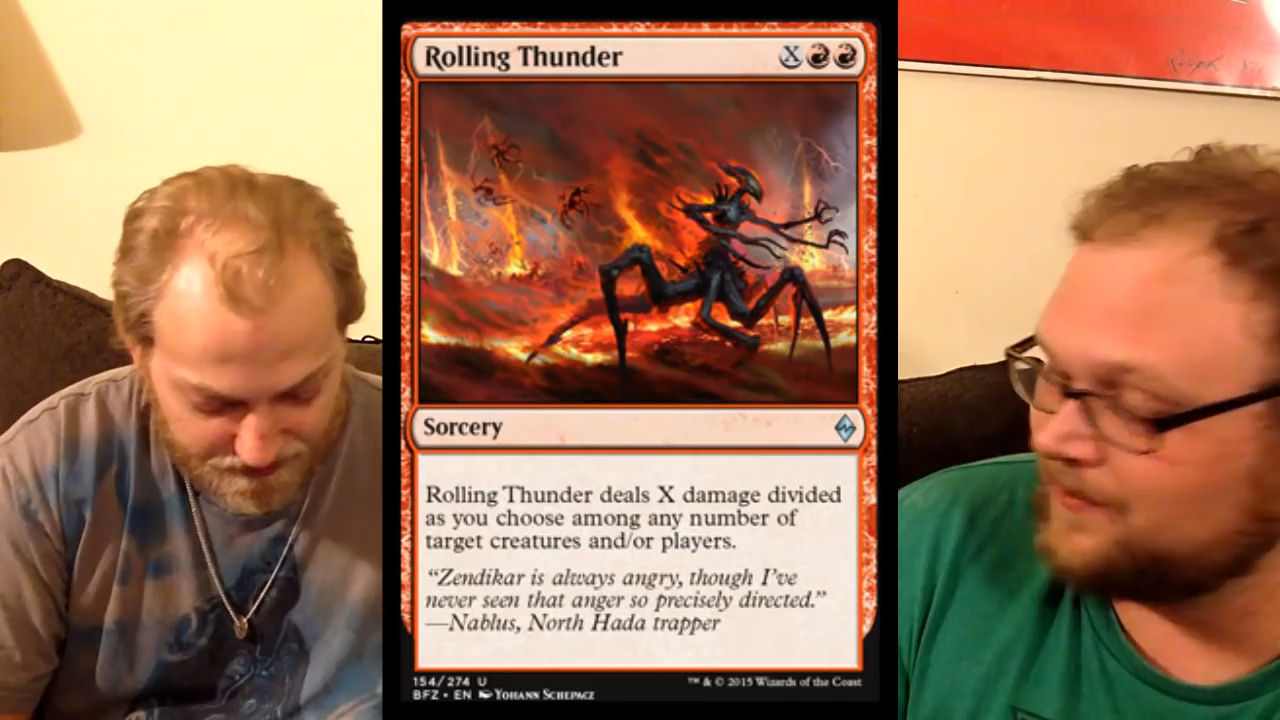 Rolling Thunder X
Sorcery
Rolling Thunder deals X damage divided
as you choose among any number of
target creatures and/or players.
“Zendikar is always angry, though I’ve
never seen that anger so precisely directed.”
—Nablus, North Hada trapper
154/274 U
™ & © 2015 Wizards of the Coast
BFZ • EN Yohann Schepacz